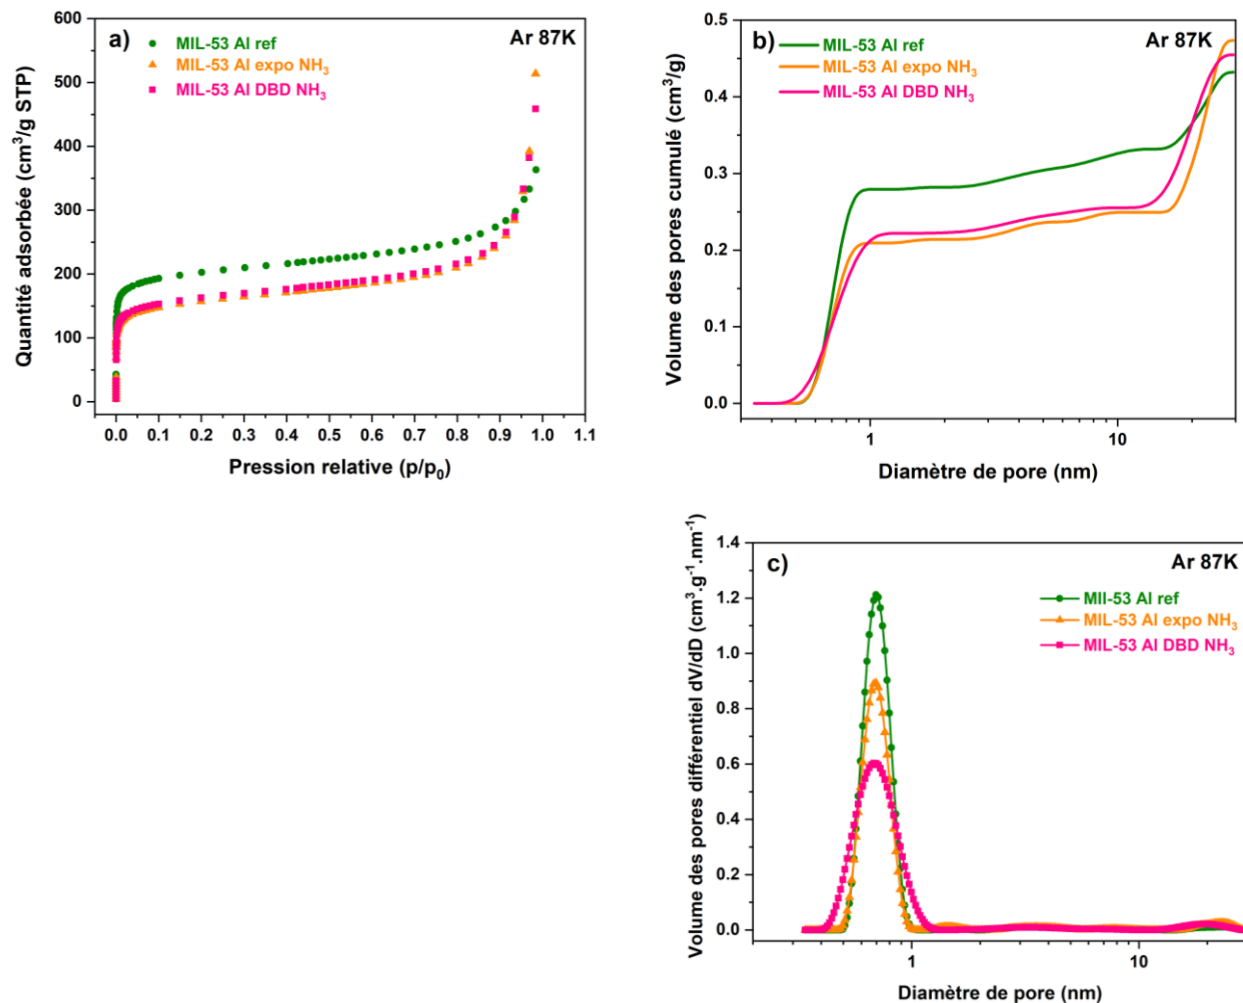 a)
Ar 87K
MIL-53 Al ref
MIL-53 Al expo NH₃
MIL-53 Al DBD NH₃
Quantité adsorbée (cm³/g STP)
600
500
400
300
200
100
0
0.0 0.1 0.2 0.3 0.4 0.5 0.6 0.7 0.8 0.9 1.0 1.1
Pression relative (p/p₀)
b)
Ar 87K
MIL-53 Al ref
MIL-53 Al expo NH₃
MIL-53 Al DBD NH₃
Volume des pores cumulé (cm³/g)
0.5
0.4
0.3
0.2
0.1
0.0
1 10
Diamètre de pore (nm)
c)
Ar 87K
MIl-53 Al ref
MIL-53 Al expo NH₃
MIL-53 Al DBD NH₃
Volume des pores différentiel dV/dD (cm³.g⁻¹.nm⁻¹)
1.4
1.2
1.0
0.8
0.6
0.4
0.2
0.0
1 10
Diamètre de pore (nm)